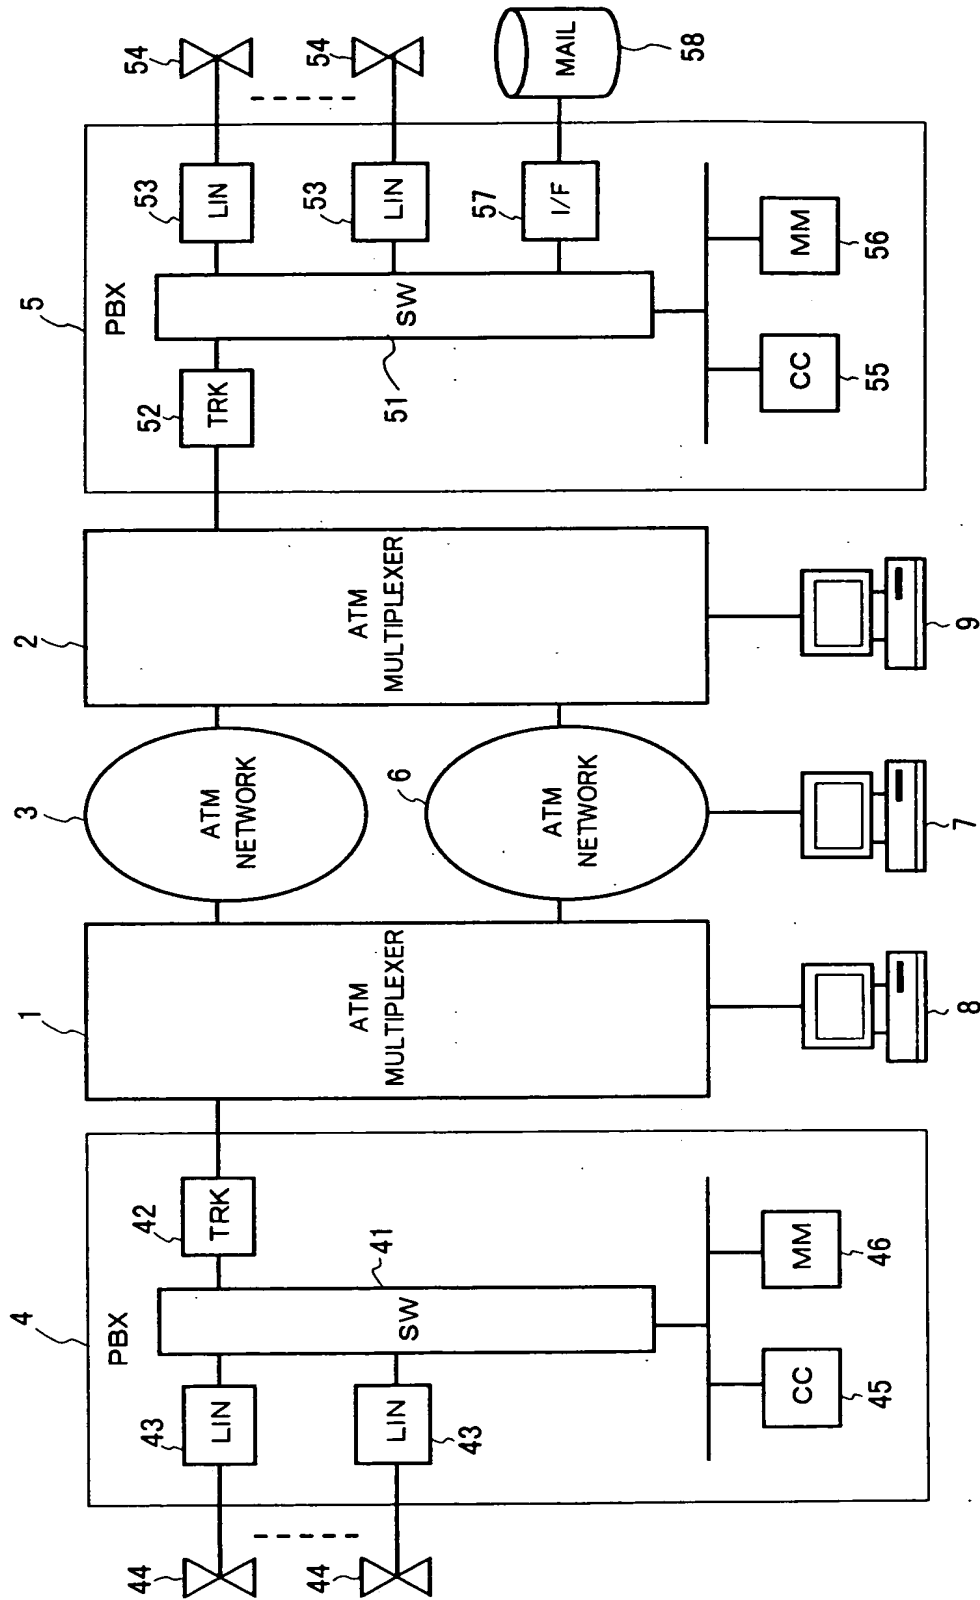 4
PBX
43
LIN
44
43
LIN
44
SW
41
42
TRK
CC
45
MM
46
1
ATM
MULTIPLEXER
8
3
ATM
NETWORK
6
ATM
NETWORK
7
2
ATM
MULTIPLEXER
9
5
PBX
52
TRK
SW
51
53
LIN
54
53
LIN
54
57
I/F
MAIL
58
CC
55
MM
56